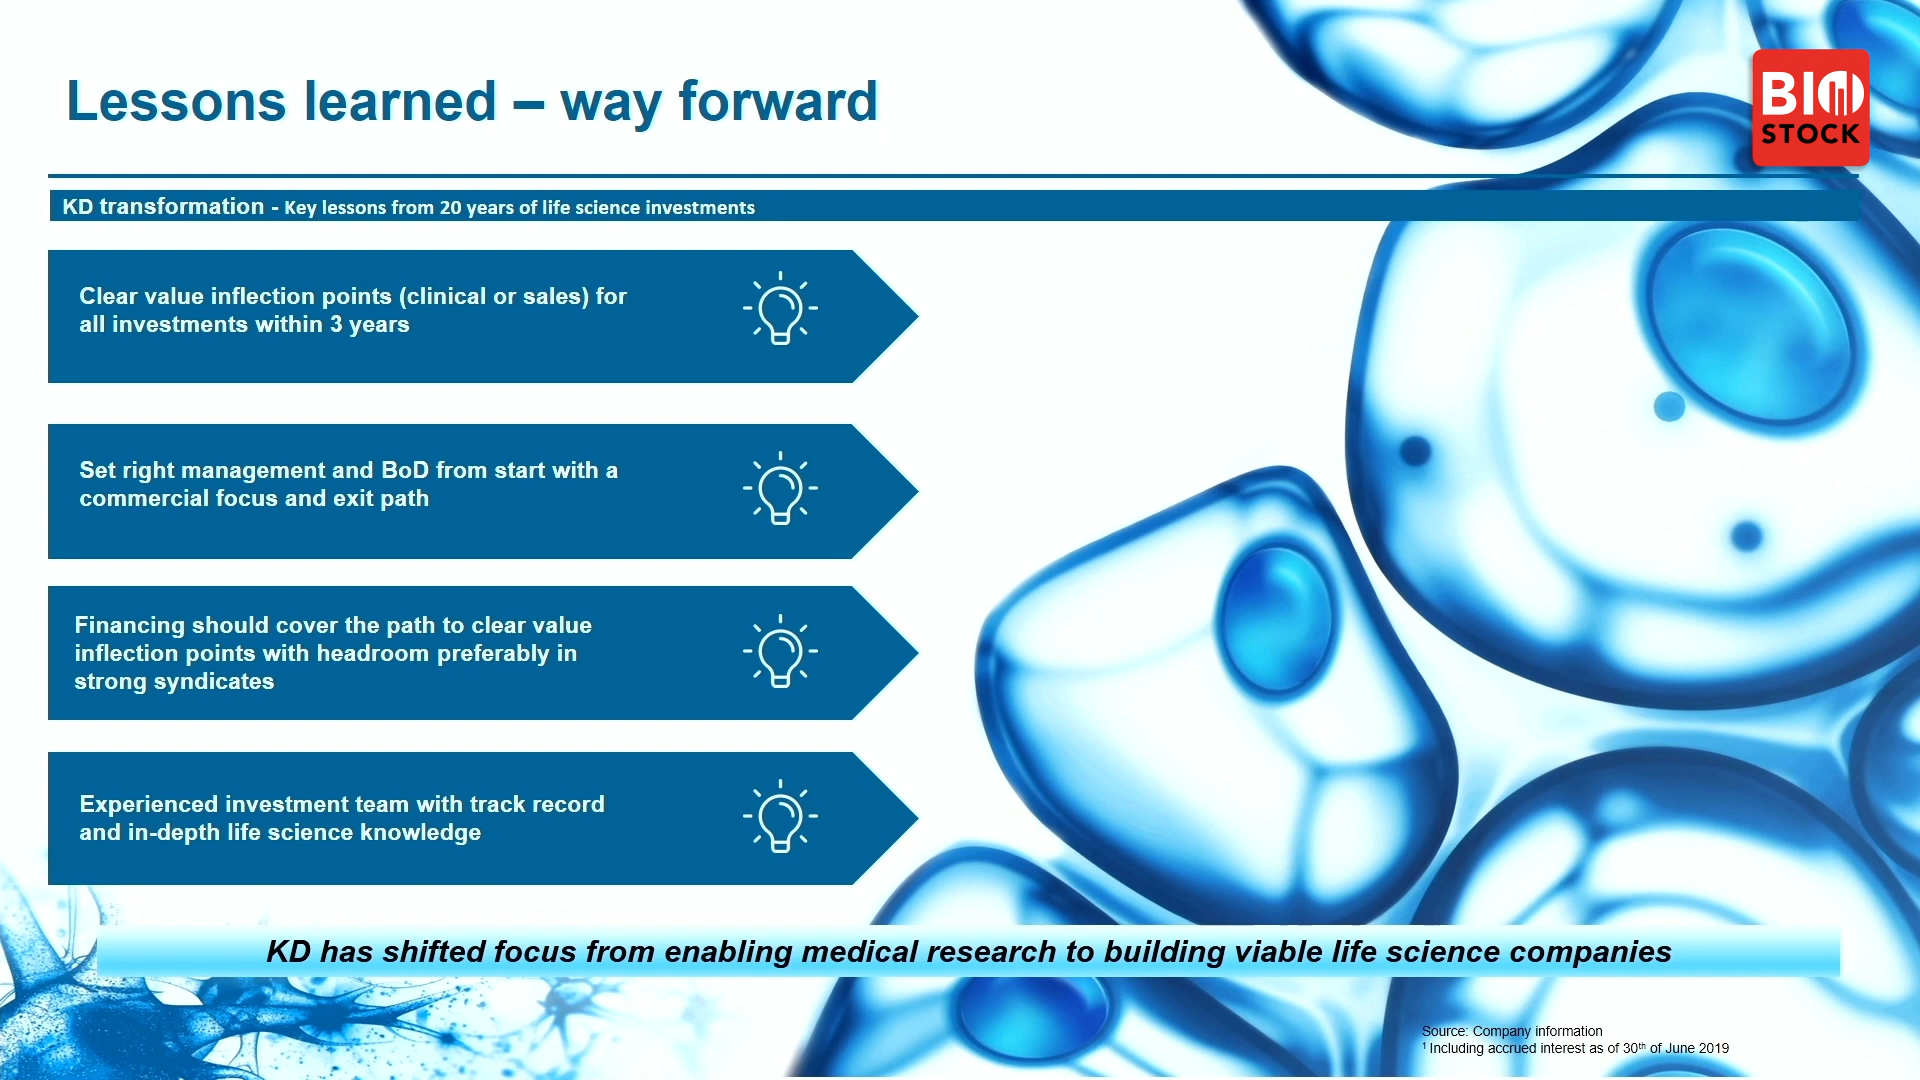 Lessons learned – way forward
BIO
STOCK
KD transformation - Key lessons from 20 years of life science investments
Clear value inflection points (clinical or sales) for
all investments within 3 years
Set right management and BoD from start with a
commercial focus and exit path
Financing should cover the path to clear value
inflection points with headroom preferably in
strong syndicates
Experienced investment team with track record
and in-depth life science knowledge
KD has shifted focus from enabling medical research to building viable life science companies
Source: Company information
¹ Including accrued interest as of 30th of June 2019